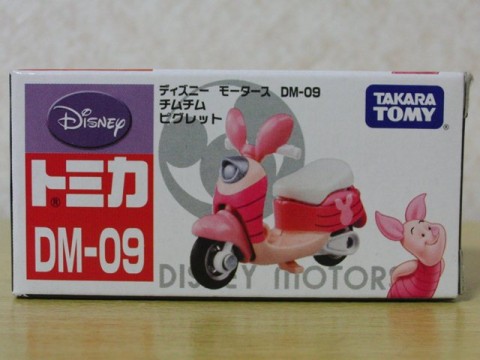 Disney
トミカ
®
DM-09
ディズニー モータース DM-09
チムチム
ピグレット
TAKARA
TOMY
®
DISNEY MOTORS